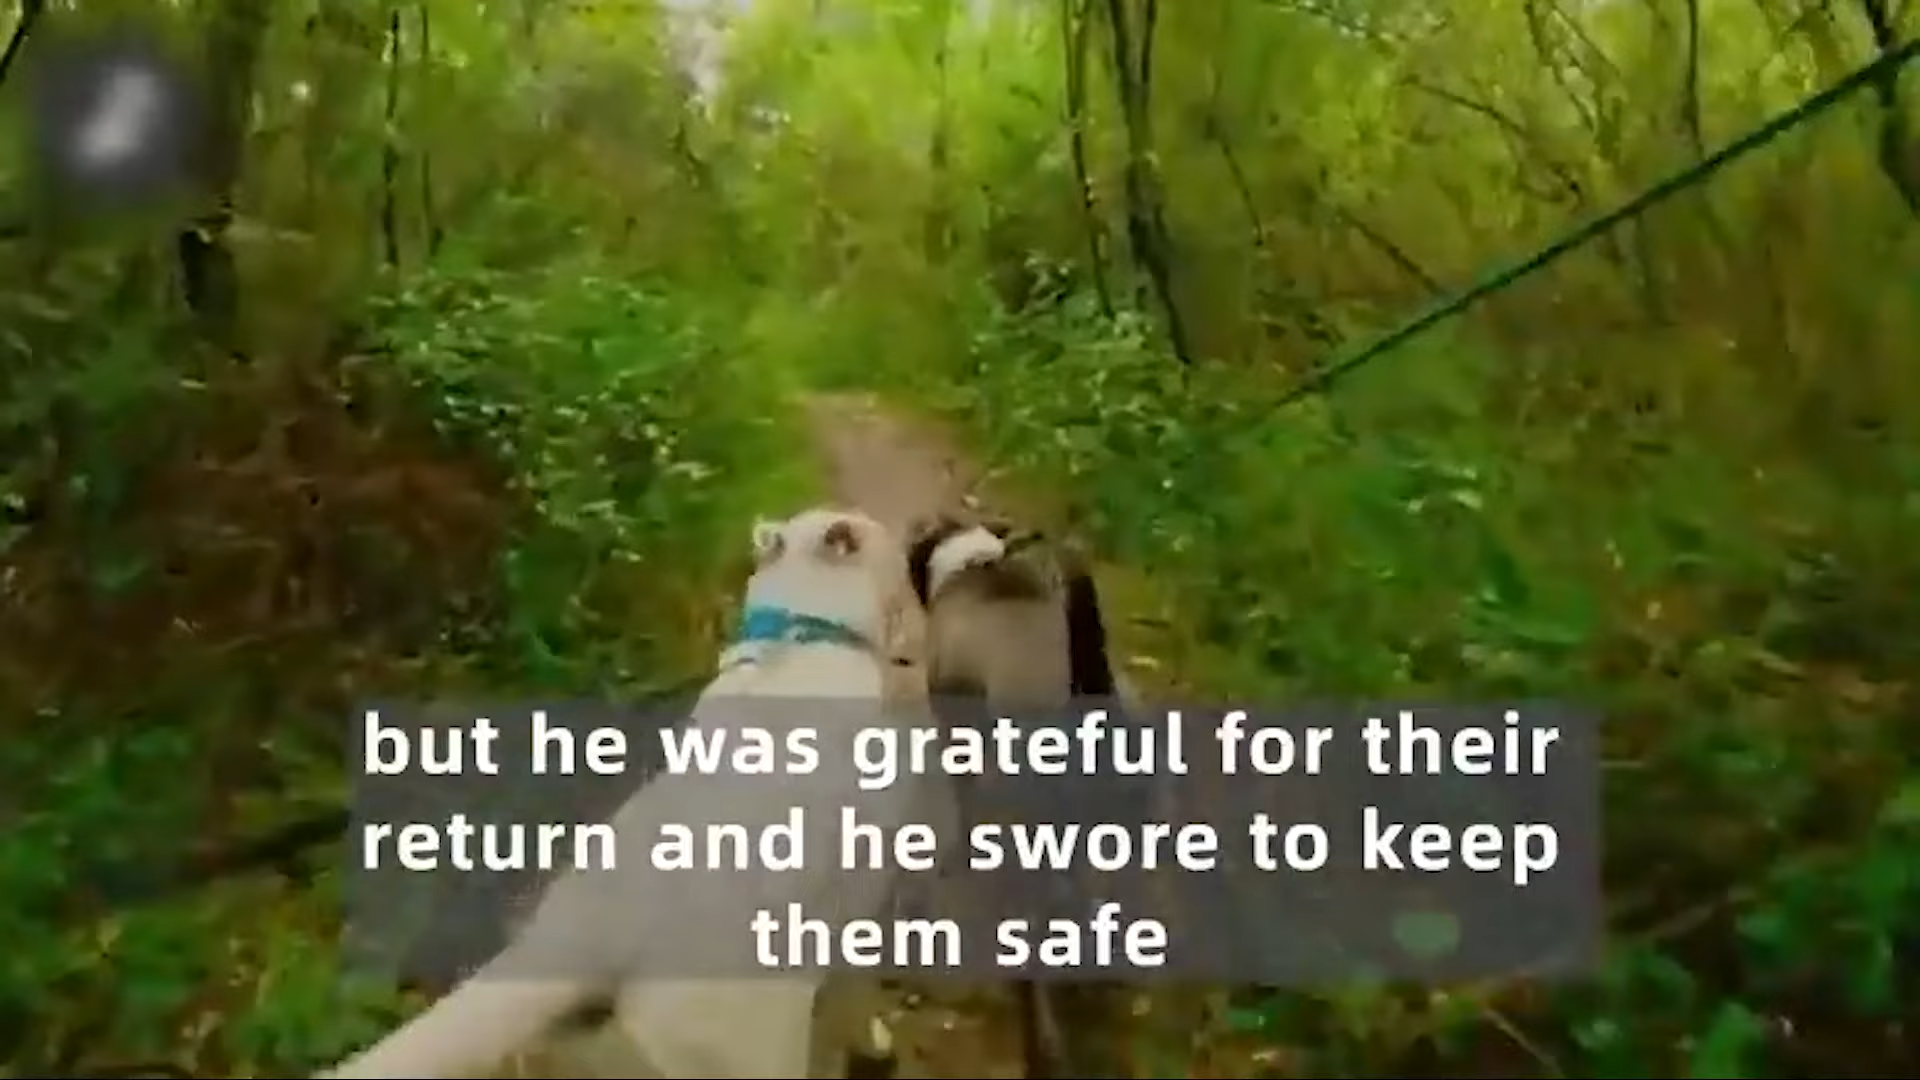 but he was grateful for their
return and he swore to keep
them safe